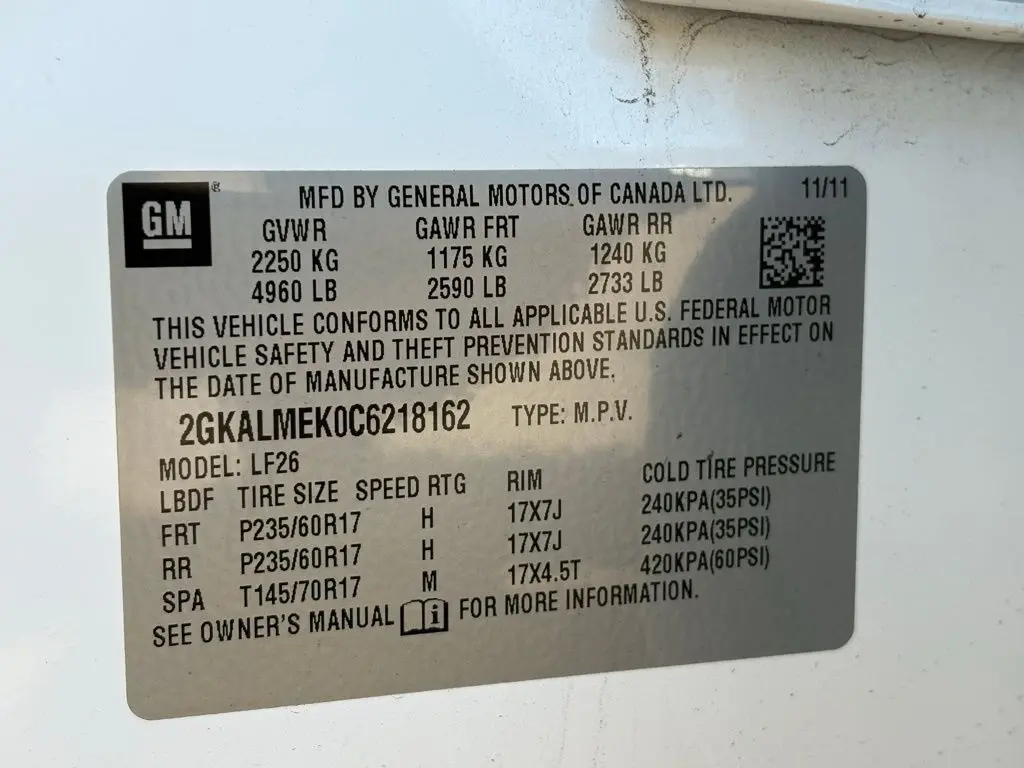 GM ®
MFD BY GENERAL MOTORS OF CANADA LTD. 11/11
GVWR GAWR FRT GAWR RR
2250 KG 1175 KG 1240 KG
4960 LB 2590 LB 2733 LB
THIS VEHICLE CONFORMS TO ALL APPLICABLE U.S. FEDERAL MOTOR
VEHICLE SAFETY AND THEFT PREVENTION STANDARDS IN EFFECT ON
THE DATE OF MANUFACTURE SHOWN ABOVE.
2GKALMEK0C6218162 TYPE: M.P.V.
MODEL: LF26
LBDF TIRE SIZE SPEED RTG RIM COLD TIRE PRESSURE
FRT P235/60R17 H 17X7J 240KPA(35PSI)
RR P235/60R17 H 17X7J 240KPA(35PSI)
SPA T145/70R17 M 17X4.5T 420KPA(60PSI)
SEE OWNER'S MANUAL i FOR MORE INFORMATION.